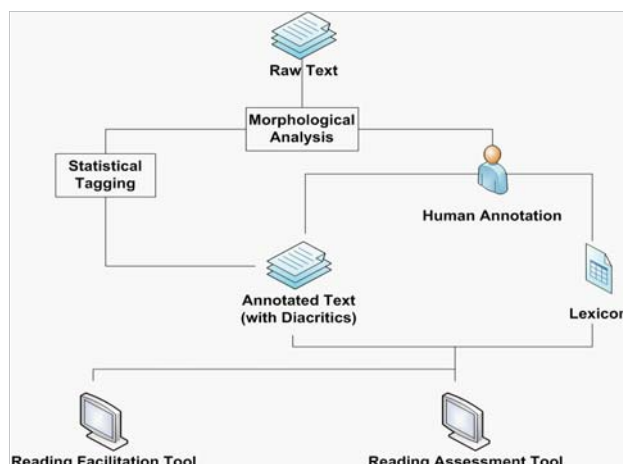 Raw Text
Morphological
Analysis
Statistical
Tagging
Human Annotation
Annotated Text
(with Diacritics)
Lexicon
Reading Facilitation Tool
Reading Assessment Tool